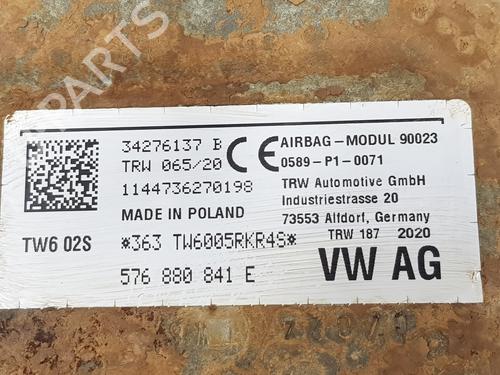 34276137 B
TRW 065/20
1144736270198
CE
AIRBAG-MODUL 90023
0589-P1-0071
TRW Automotive GmbH
Industriestrasse 20
73553 Alfdorf, Germany
TRW 187 2020
MADE IN POLAND
TW6 02S
*363 TW6005RKR4S*
576 880 841 E
VW AG